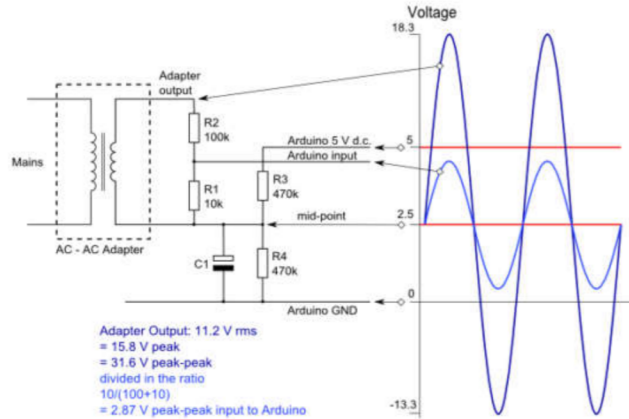 Voltage
18.3
Adapter
output
R2
100k
Arduino 5 V d.c.
5
Arduino input
Mains
R1
10k
R3
470k
mid-point
2.5
AC - AC Adapter
C1
R4
470k
0
Arduino GND
Adapter Output: 11.2 V rms
= 15.8 V peak
= 31.6 V peak-peak
divided in the ratio
10/(100+10)
= 2.87 V peak-peak input to Arduino
-13.3